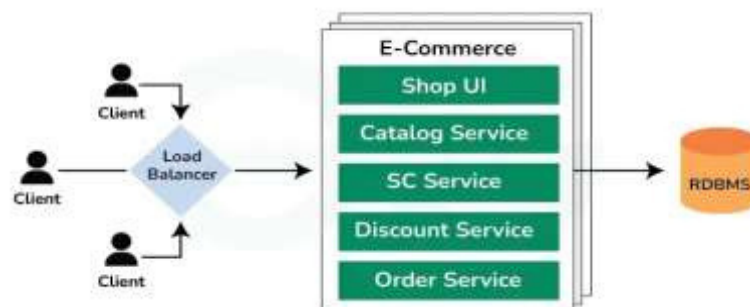 E-Commerce
Shop UI
Catalog Service
SC Service
Discount Service
Order Service
Client
Client
Client
Load
Balancer
RDBMS